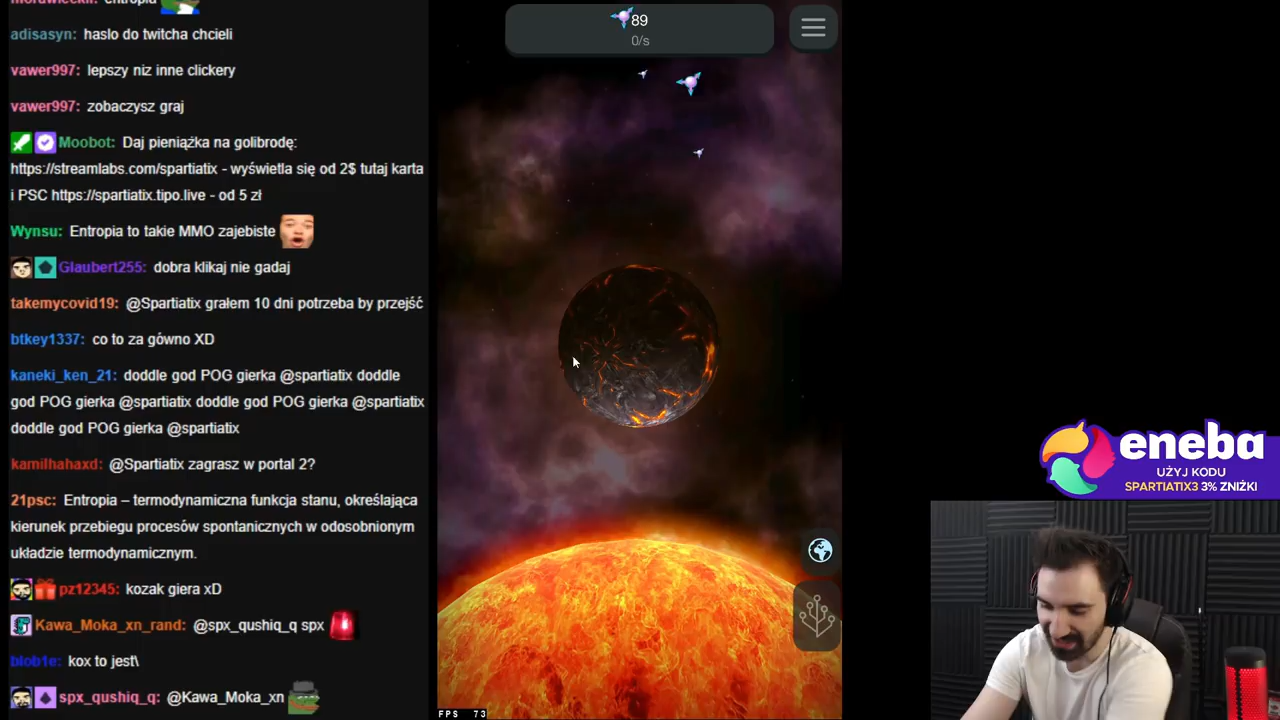 adisasyn: hasło do twitcha chcieli
vawer997: lepszy niz inne clickery
vawer997: zobaczysz graj
Moobot: Daj pieniążka na golibrodę:
https://streamlabs.com/spartiatix - wyświetla się od 2$ tutaj karta
i PSC https://spartiatix.tipo.live - od 5 zł
Wynsu: Entropia to takie MMO zajebiste
Glaubert255: dobra klikaj nie gadaj
takemycovid19: @Spartiatix grałem 10 dni potrzeba by przejść
btkey1337: co to za gówno XD
kaneki_ken_21: doddle god POG gierka @spartiatix doddle
god POG gierka @spartiatix doddle god POG gierka @spartiatix
doddle god POG gierka @spartiatix
kamilhahaxd: @Spartiatix zagrasz w portal 2?
21psc: Entropia – termodynamiczna funkcja stanu, określająca
kierunek przebiegu procesów spontanicznych w odosobnionym
układzie termodynamicznym.
pz12345: kozak giera xD
Kawa_Moka_xn_rand: @spx_qushiq_q spx
blob1e: kox to jest\
spx_qushiq_q: @Kawa_Moka_xn
89
0/s
FPS 73
eneba
UŻYJ KODU
SPARTIATIX3 3% ZNIŻKI